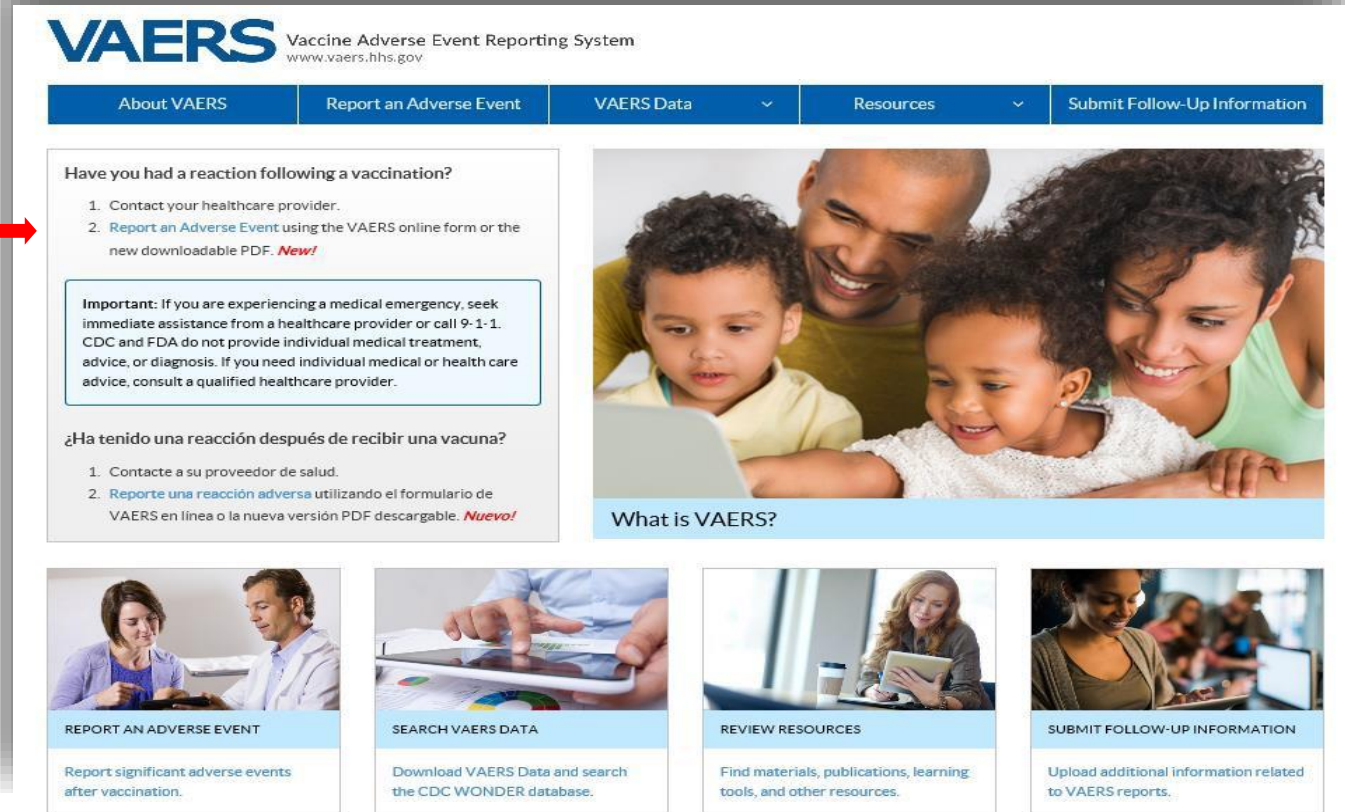 VAERS Vaccine Adverse Event Reporting System
www.vaers.hhs.gov
About VAERS Report an Adverse Event VAERS Data Resources Submit Follow-Up Information
Have you had a reaction following a vaccination?
1. Contact your healthcare provider.
2. Report an Adverse Event using the VAERS online form or the
new downloadable PDF. New!
Important: If you are experiencing a medical emergency, seek
immediate assistance from a healthcare provider or call 9-1-1.
CDC and FDA do not provide individual medical treatment,
advice, or diagnosis. If you need individual medical or health care
advice, consult a qualified healthcare provider.
¿Ha tenido una reacción después de recibir una vacuna?
1. Contacte a su proveedor de salud.
2. Reporte una reacción adversa utilizando el formulario de
VAERS en línea o la nueva versión PDF descargable. Nuevo!
What is VAERS?
REPORT AN ADVERSE EVENT
Report significant adverse events
after vaccination.
SEARCH VAERS DATA
Download VAERS Data and search
the CDC WONDER database.
REVIEW RESOURCES
Find materials, publications, learning
tools, and other resources.
SUBMIT FOLLOW-UP INFORMATION
Upload additional information related
to VAERS reports.